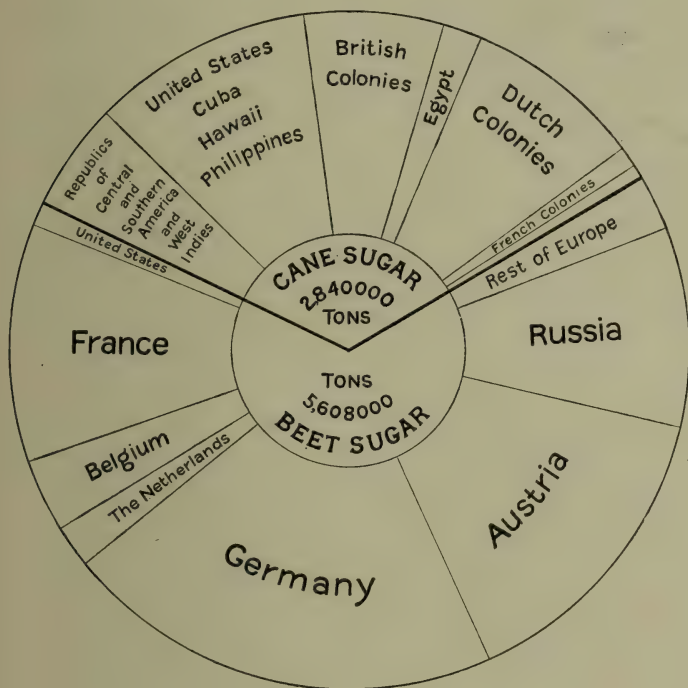 Republics
of
Central
and
Southern
America
and
West
Indies
United States
Cuba
Hawaii
Philippines
British
Colonies
Egypt
Dutch
Colonies
French Colonies
CANE SUGAR
2,840000
TONS
United States
France
Belgium
The Netherlands
Germany
Austria
Russia
Rest of Europe
TONS
5,608000
BEET SUGAR